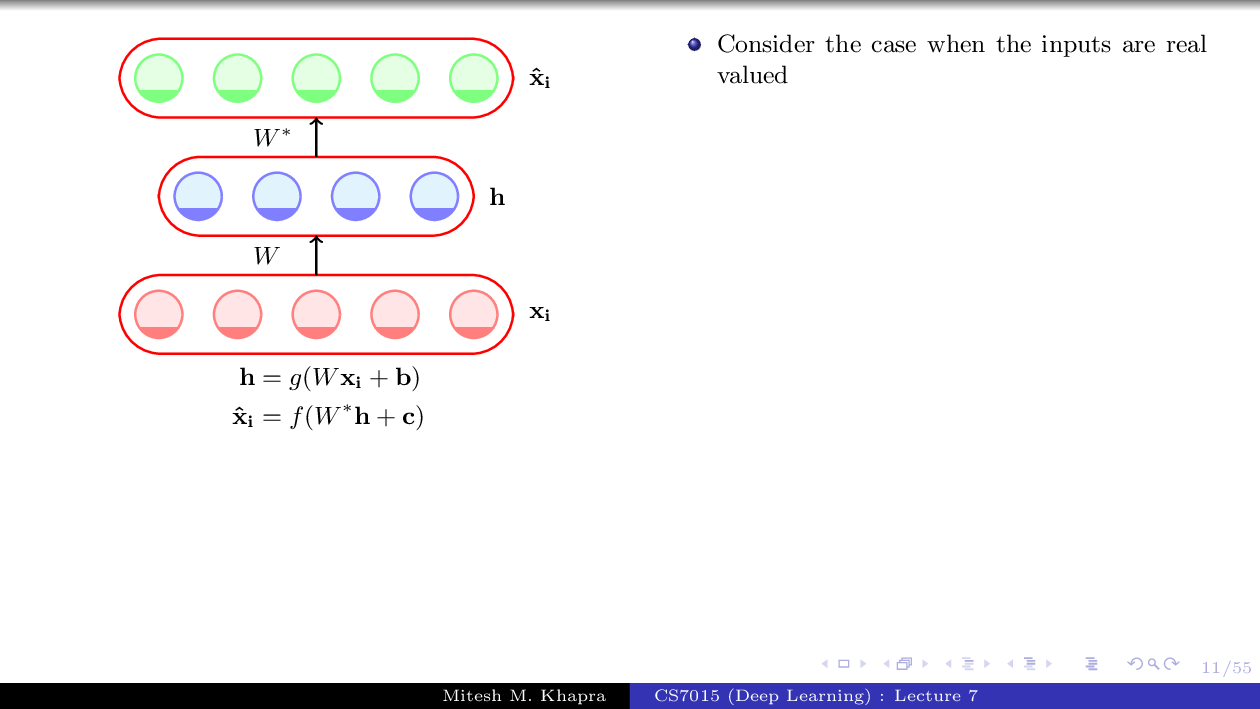 x̂ᵢ
W*
h
W
xᵢ
h = g(Wxᵢ + b)
x̂ᵢ = f(W*h + c)
Consider the case when the inputs are real
valued
11/55
Mitesh M. Khapra
CS7015 (Deep Learning) : Lecture 7